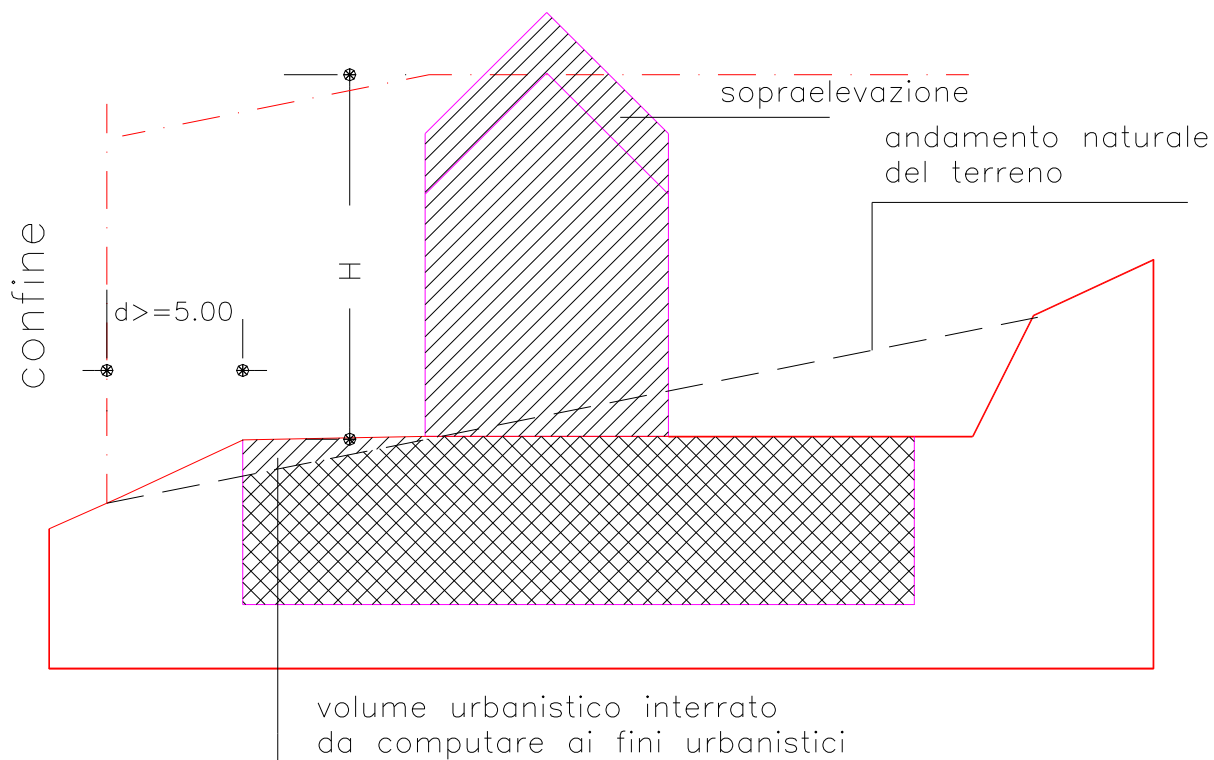 sopraelevazione
andamento naturale
del terreno
confine
d>=5.00
H
volume urbanistico interrato
da computare ai fini urbanistici